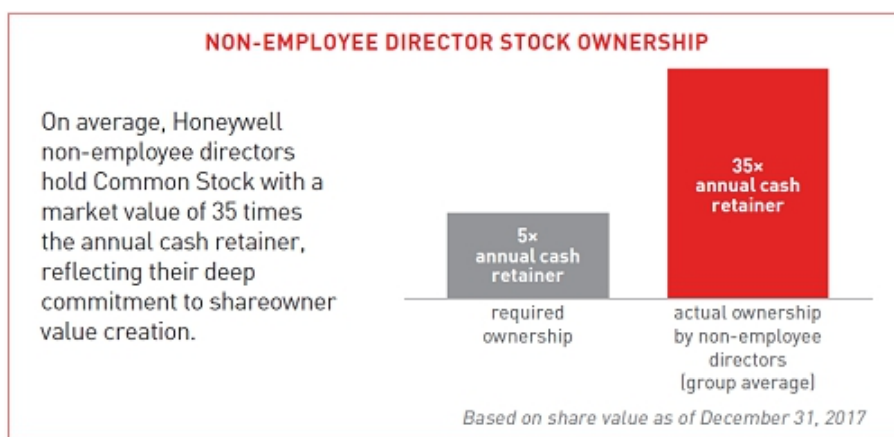 NON-EMPLOYEE DIRECTOR STOCK OWNERSHIP
On average, Honeywell
non-employee directors
hold Common Stock with a
market value of 35 times
the annual cash retainer,
reflecting their deep
commitment to shareowner
value creation.
5×
annual cash
retainer
required
ownership
35×
annual cash
retainer
actual ownership
by non-employee
directors
(group average)
Based on share value as of December 31, 2017